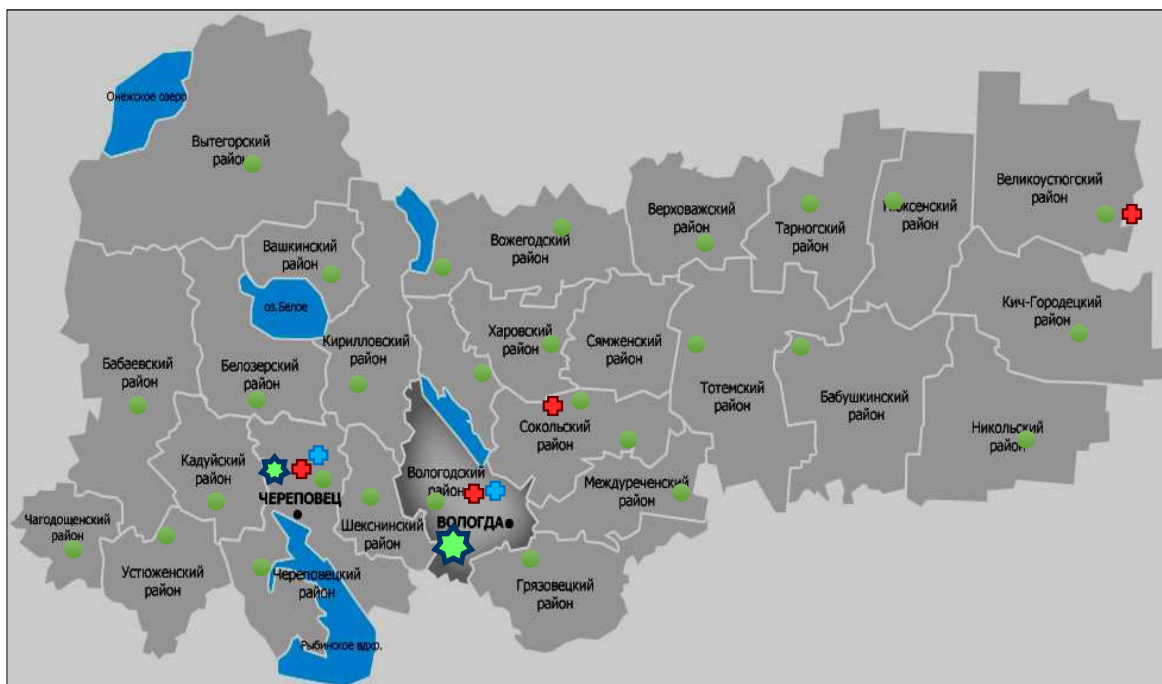 Онежское озеро
Вытегорский
район
Великоустюгский
район
Верховажский
район
Тарногский
район
район
Вожегодский
район
Вашкинский
район
оз.Белое
Кич-Городецкий
район
Харовский
район
Сямженский
район
Кирилловский
район
Бабаевский
район
Белозерский
район
Тотемский
район
Бабушкинский
район
Сокольский
район
Никольский
район
Кадуйский
район
Вологодский
район
Междуреченский
район
ЧЕРЕПОВЕЦ
Чагодощенский
район
Шекснинский
район
ВОЛОГДА
Устюженский
район
Череповецкий
район
Грязовецкий
район
Рыбинское вдхр.